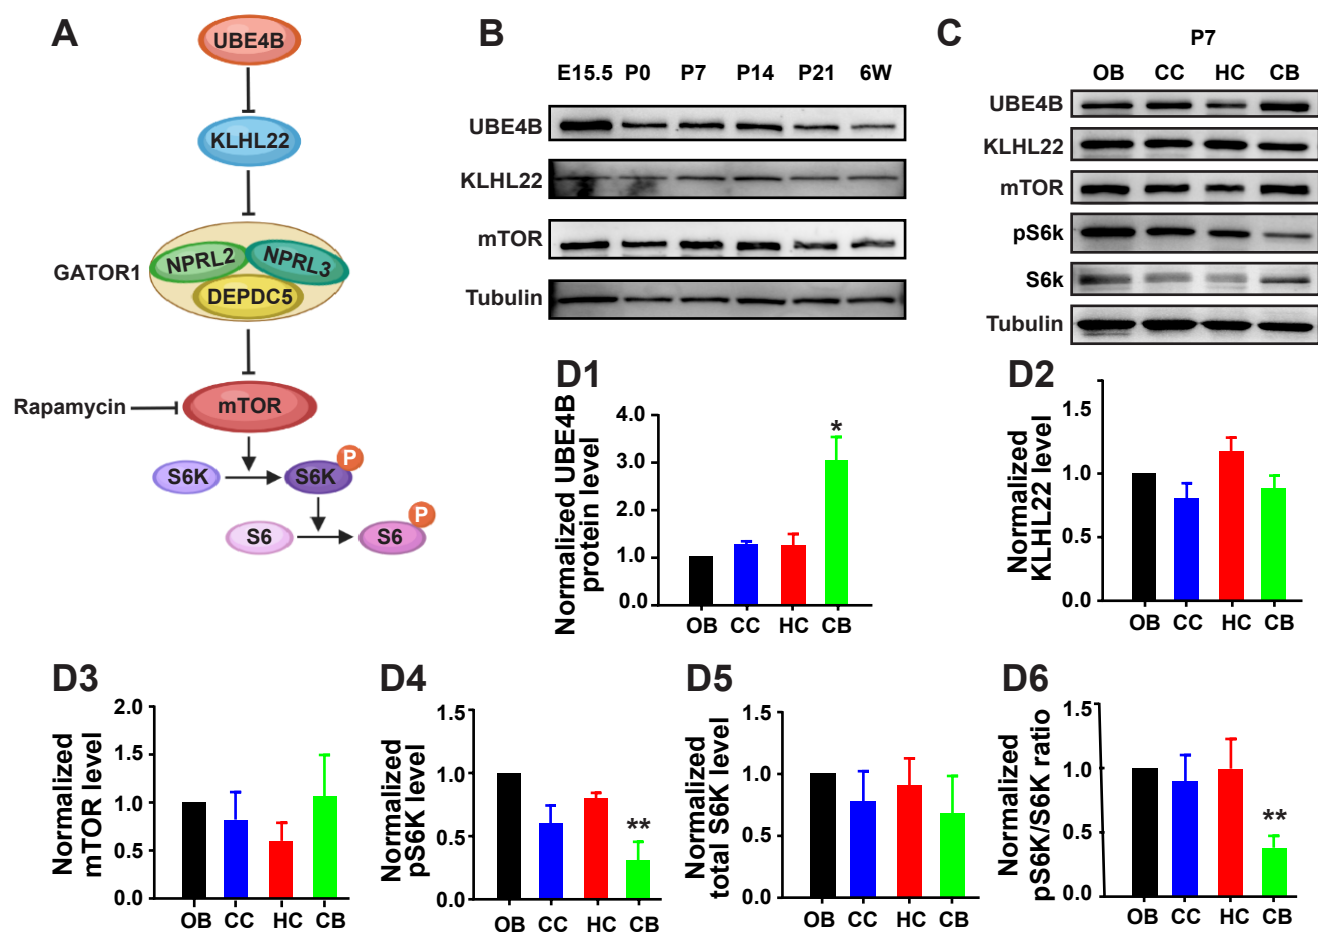 A
UBE4B
KLHL22
GATOR1
NPRL2
NPRL3
DEPDC5
Rapamycin
mTOR
S6K
S6K
P
S6
S6
P
B
E15.5 P0 P7 P14 P21 6W
UBE4B
KLHL22
mTOR
Tubulin
C
P7
OB CC HC CB
UBE4B
KLHL22
mTOR
pS6k
S6k
Tubulin
D1
Normalized UBE4B
protein level
4.0
3.0
2.0
1.0
0.0
*
OB CC HC CB
D2
Normalized
KLHL22 level
1.5
1.0
0.5
0.0
OB CC HC CB
D3
Normalized
mTOR level
2.0
1.5
1.0
0.5
0.0
OB CC HC CB
D4
Normalized
pS6K level
1.5
1.0
0.5
0.0
**
OB CC HC CB
D5
Normalized
total S6K level
1.5
1.0
0.5
0.0
OB CC HC CB
D6
Normalized
pS6K/S6K ratio
1.5
1.0
0.5
0.0
**
OB CC HC CB